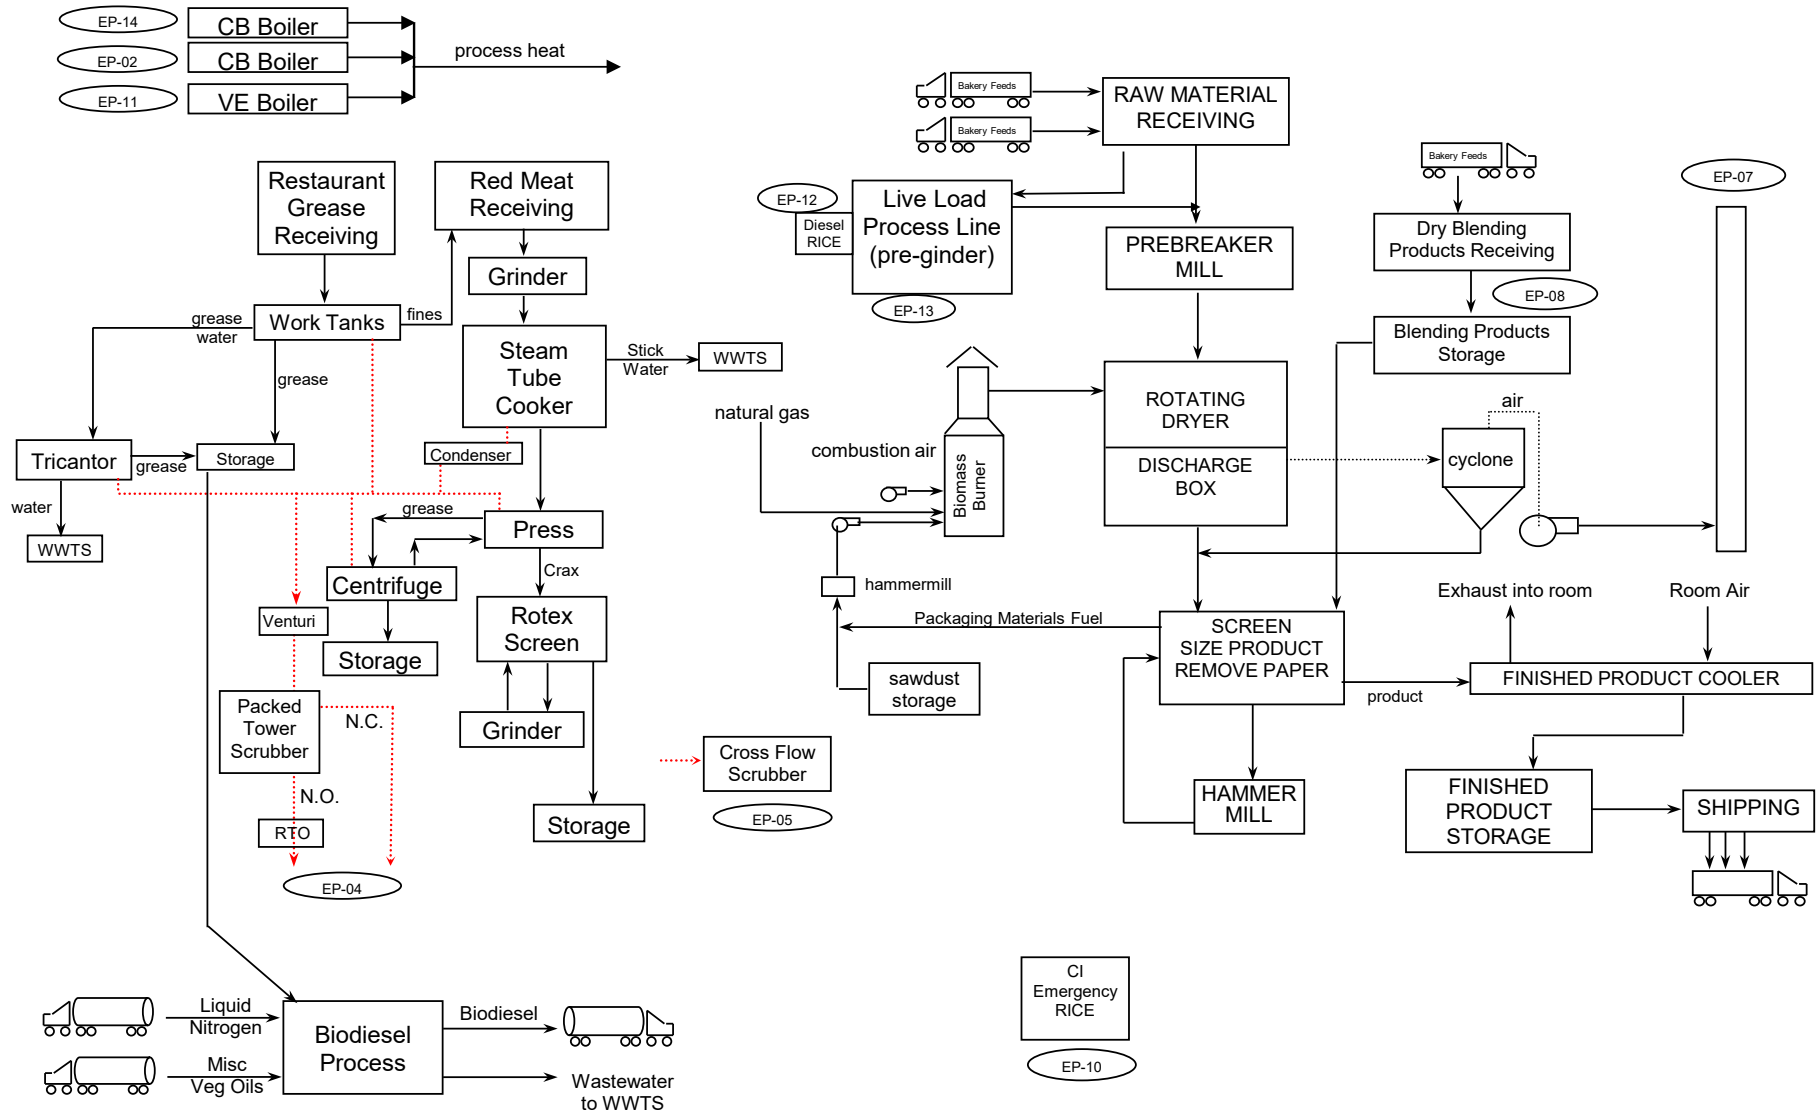 EP-14
CB Boiler
EP-02
CB Boiler
EP-11
VE Boiler
process heat
Restaurant
Grease
Receiving
Red Meat
Receiving
Grinder
Work Tanks
fines
grease
water
grease
Steam
Tube
Cooker
Stick
Water
WWTS
Condenser
Tricantor
grease
Storage
water
WWTS
grease
Press
Crax
Centrifuge
Storage
Rotex
Screen
Grinder
Storage
Venturi
Packed
Tower
Scrubber
N.C.
N.O.
RTO
EP-04
Cross Flow
Scrubber
EP-05
Liquid
Nitrogen
Misc
Veg Oils
Biodiesel
Process
Biodiesel
Wastewater
to WWTS
Bakery Feeds
Bakery Feeds
RAW MATERIAL
RECEIVING
EP-12
Diesel
RICE
Live Load
Process Line
(pre-ginder)
EP-13
PREBREAKER
MILL
natural gas
combustion air
Biomass
Burner
hammermill
Packaging Materials Fuel
sawdust
storage
ROTATING
DRYER
DISCHARGE
BOX
SCREEN
SIZE PRODUCT
REMOVE PAPER
HAMMER
MILL
Bakery Feeds
Dry Blending
Products Receiving
EP-08
Blending Products
Storage
air
cyclone
EP-07
Exhaust into room
Room Air
product
FINISHED PRODUCT COOLER
FINISHED
PRODUCT
STORAGE
SHIPPING
CI
Emergency
RICE
EP-10